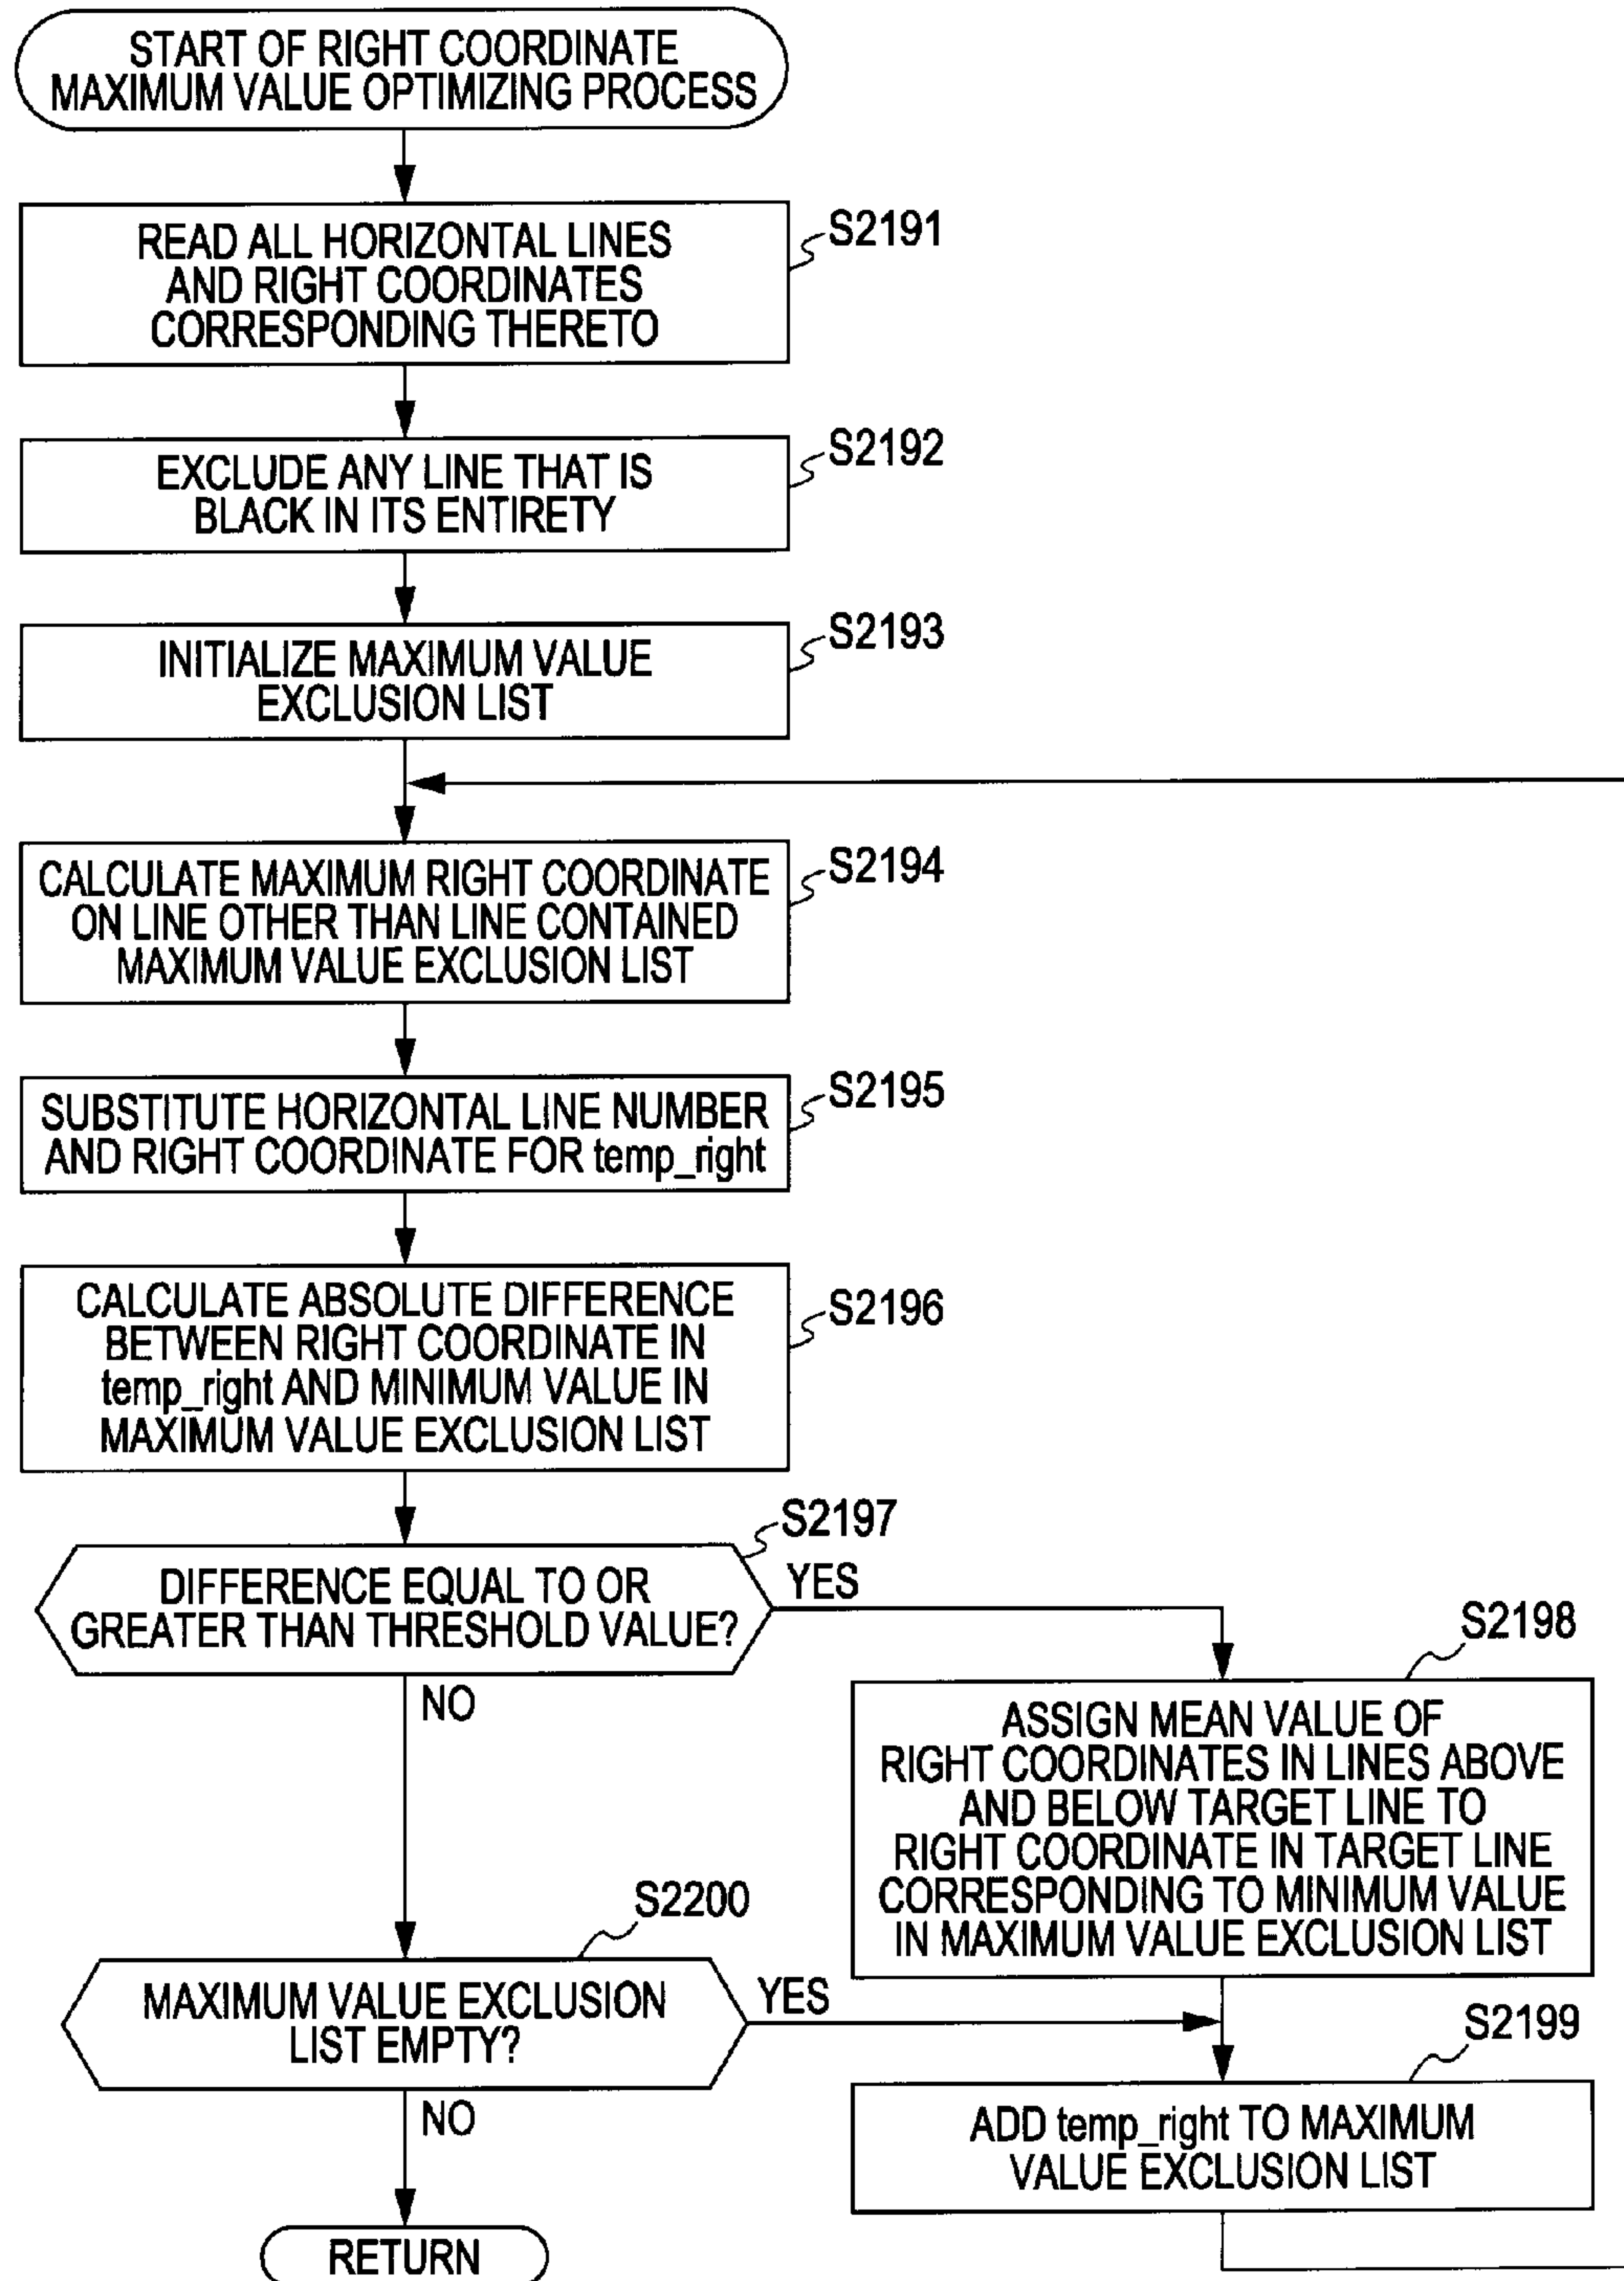 START OF RIGHT COORDINATE
MAXIMUM VALUE OPTIMIZING PROCESS
S2191
READ ALL HORIZONTAL LINES
AND RIGHT COORDINATES
CORRESPONDING THERETO
S2192
EXCLUDE ANY LINE THAT IS
BLACK IN ITS ENTIRETY
S2193
INITIALIZE MAXIMUM VALUE
EXCLUSION LIST
S2194
CALCULATE MAXIMUM RIGHT COORDINATE
ON LINE OTHER THAN LINE CONTAINED
MAXIMUM VALUE EXCLUSION LIST
S2195
SUBSTITUTE HORIZONTAL LINE NUMBER
AND RIGHT COORDINATE FOR temp_right
S2196
CALCULATE ABSOLUTE DIFFERENCE
BETWEEN RIGHT COORDINATE IN
temp_right AND MINIMUM VALUE IN
MAXIMUM VALUE EXCLUSION LIST
S2197
DIFFERENCE EQUAL TO OR
GREATER THAN THRESHOLD VALUE?
YES
NO
S2198
ASSIGN MEAN VALUE OF
RIGHT COORDINATES IN LINES ABOVE
AND BELOW TARGET LINE TO
RIGHT COORDINATE IN TARGET LINE
CORRESPONDING TO MINIMUM VALUE
IN MAXIMUM VALUE EXCLUSION LIST
S2200
MAXIMUM VALUE EXCLUSION
LIST EMPTY?
YES
NO
S2199
ADD temp_right TO MAXIMUM
VALUE EXCLUSION LIST
RETURN